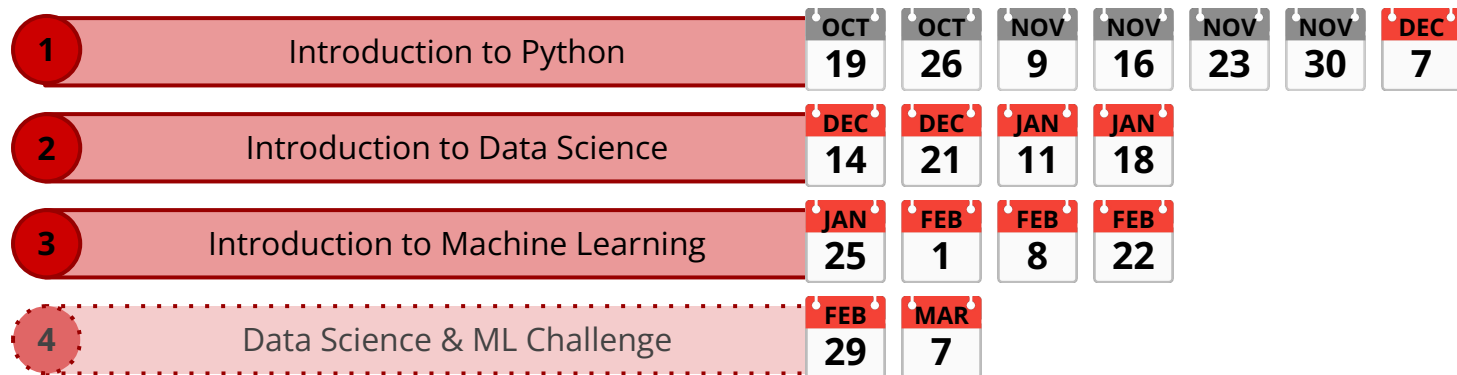 1 Introduction to Python OCT 19 OCT 26 NOV 9 NOV 16 NOV 23 NOV 30 DEC 7
2 Introduction to Data Science DEC 14 DEC 21 JAN 11 JAN 18
3 Introduction to Machine Learning JAN 25 FEB 1 FEB 8 FEB 22
4 Data Science & ML Challenge FEB 29 MAR 7